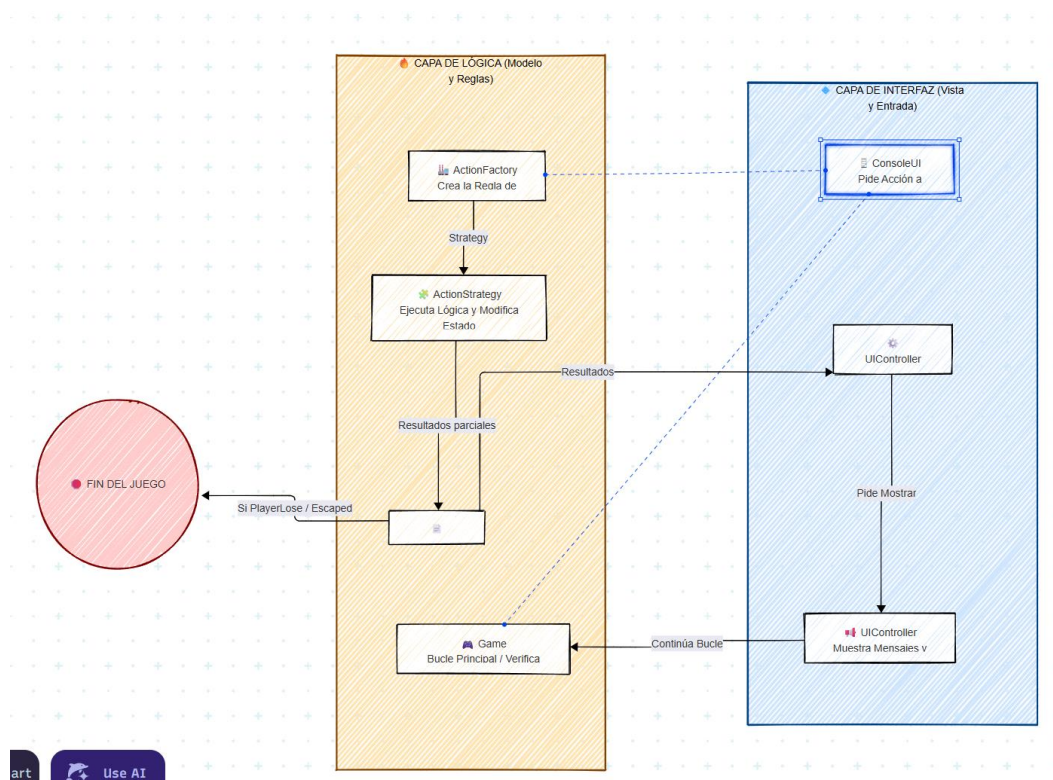 CAPA DE LÓGICA (Modelo
y Reglas)
CAPA DE INTERFAZ (Vista
y Entrada)
ActionFactory
Crea la Regla de
ConsoleUI
Pide Acción a
Strategy
ActionStrategy
Ejecuta Lógica y Modifica
Estado
UIController
Resultados
Resultados parciales
FIN DEL JUEGO
Si PlayerLose / Escaped
Pide Mostrar
Game
Bucle Principal / Verifica
Continúa Bucle
UIController
Muestra Mensajes y
art
Use AI